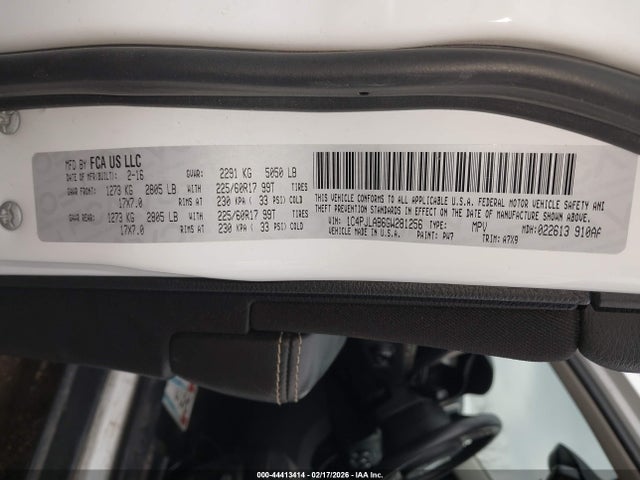 MFD BY FCA US LLC
DATE OF MFR/BUILT: 2-16 GVWR: 2291 KG 5050 LB
GAWR FRONT: 1273 KG 2805 LB WITH 225/60R17 99T TIRES
17X7.0 RIMS AT 230 KPA ( 33 PSI) COLD
GAWR REAR: 1273 KG 2805 LB WITH 225/60R17 99T TIRES
17X7.0 RIMS AT 230 KPA ( 33 PSI) COLD
THIS VEHICLE CONFORMS TO ALL APPLICABLE U.S.A. FEDERAL MOTOR VEHICLE SAFETY AND
THEFT PREVENTION STANDARDS IN EFFECT ON THE DATE OF MANUFACTURE SHOWN ABOVE.
VIN: 1C4PJLAB6GW281256 TYPE: MPV MDH: 022613 910AF
VEHICLE MADE IN U.S.A. PAINT: PW7 TRIM: A7X9
000-44413414 - 02/17/2026 - IAAI.COM